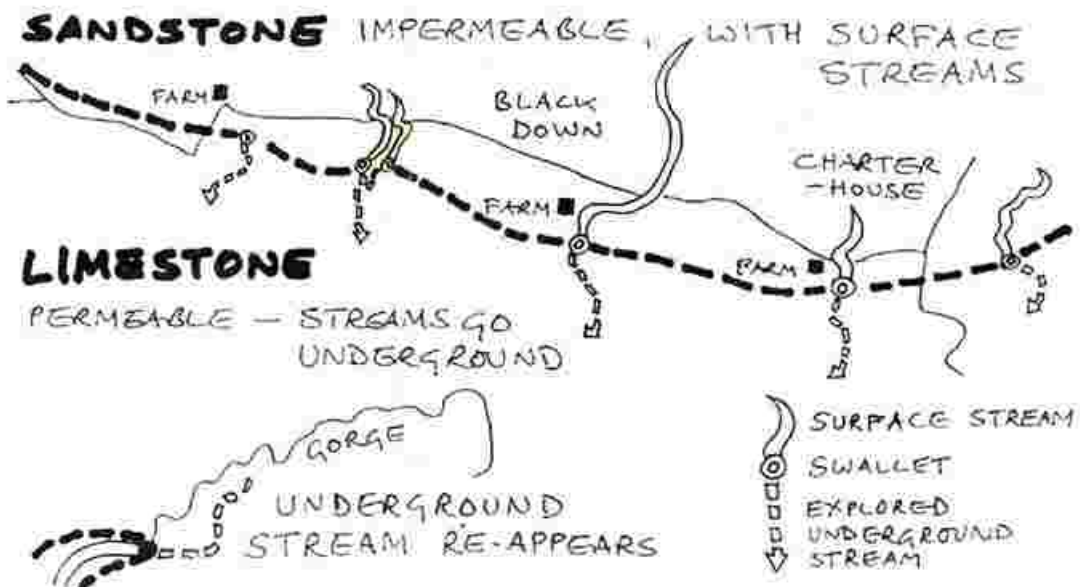 SANDSTONE IMPERMEABLE, WITH SURFACE
STREAMS
FARM
BLACK
DOWN
CHARTER
-HOUSE
FARM
FARM
LIMESTONE
PERMEABLE — STREAMS GO
UNDERGROUND
GORGE
UNDERGROUND
STREAM RE-APPEARS
SURFACE STREAM
SWALLET
EXPLORED
UNDERGROUND
STREAM